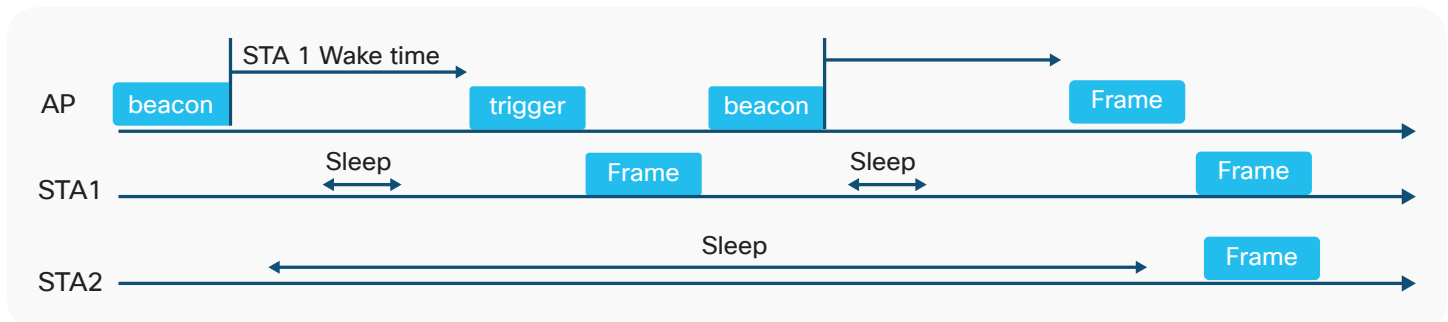 STA 1 Wake time
AP beacon trigger beacon Frame
Sleep Sleep
STA1 Frame Frame
Sleep
STA2 Frame